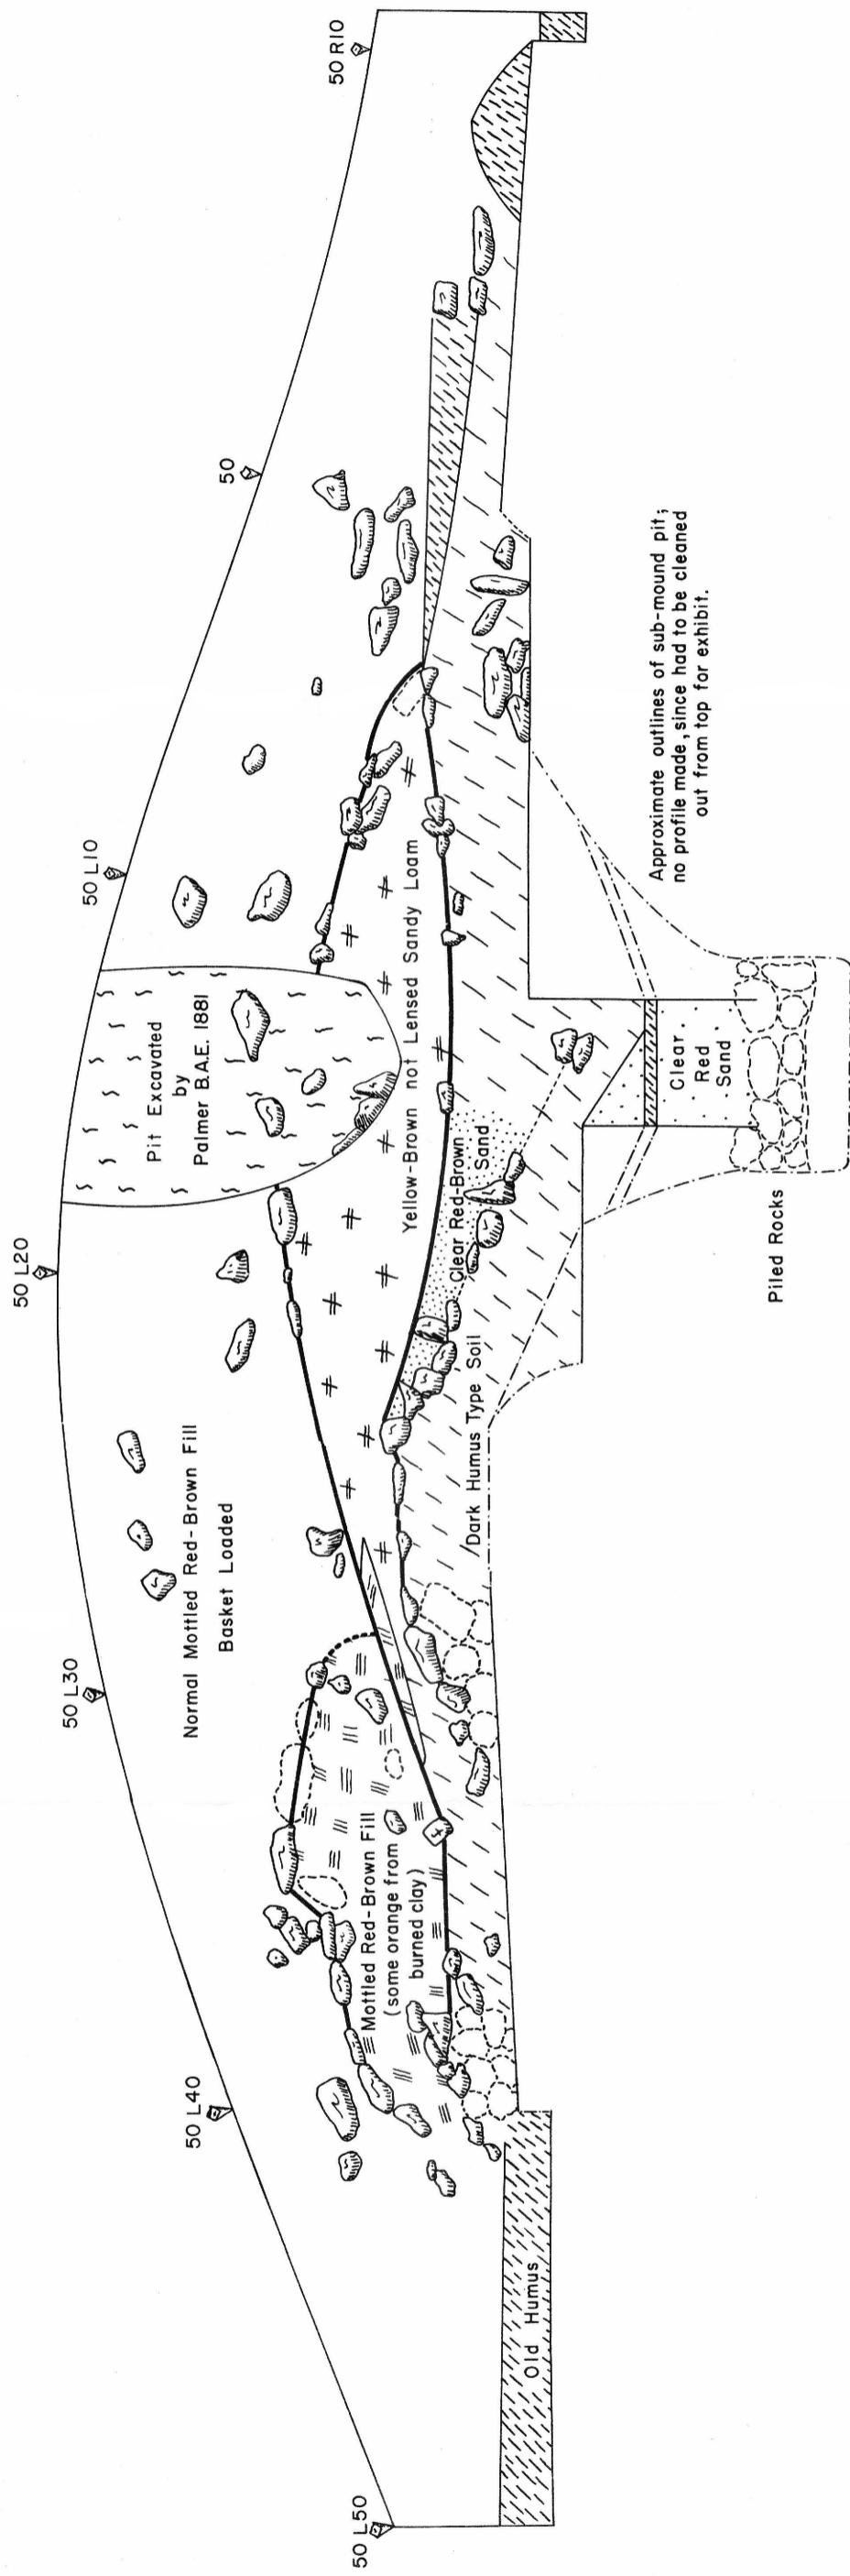 50 L50
50 L40
50 L30
50 L20
50 L10
50
50 R10
Pit Excavated
by
Palmer B.A.E. 1881
Normal Mottled Red-Brown Fill
Basket Loaded
Mottled Red-Brown Fill
(some orange from
burned clay)
Yellow-Brown not Lensed Sandy Loam
Clear Red-Brown
Sand
Dark Humus Type Soil
Old Humus
Clear
Red
Sand
Piled Rocks
Approximate outlines of sub-mound pit;
no profile made, since had to be cleaned
out from top for exhibit.